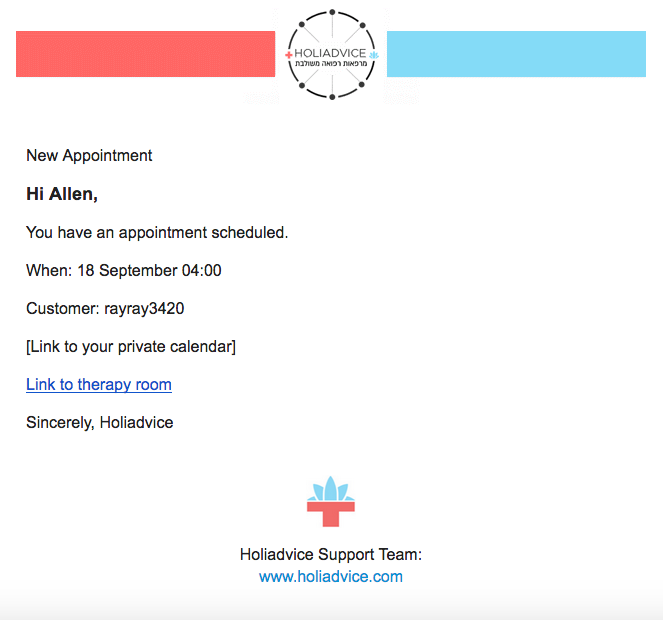 HOLIADVICE
מרפאות רפואה משולבת
New Appointment
Hi Allen,
You have an appointment scheduled.
When: 18 September 04:00
Customer: rayray3420
[Link to your private calendar]
Link to therapy room
Sincerely, Holiadvice
Holiadvice Support Team:
www.holiadvice.com